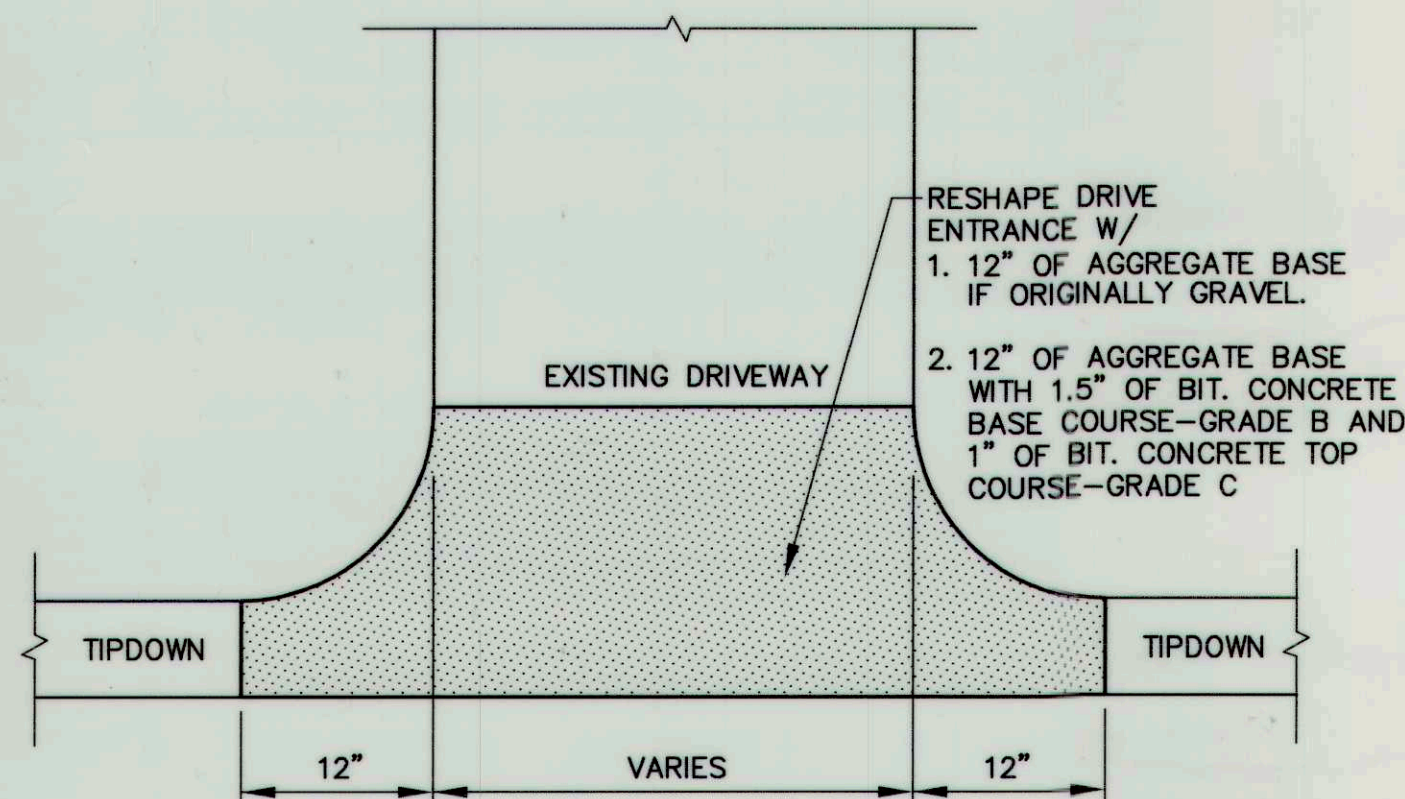 RESHAPE DRIVE
ENTRANCE W/
1. 12" OF AGGREGATE BASE
IF ORIGINALLY GRAVEL.
2. 12" OF AGGREGATE BASE
WITH 1.5" OF BIT. CONCRETE
BASE COURSE-GRADE B AND
1" OF BIT. CONCRETE TOP
COURSE-GRADE C
EXISTING DRIVEWAY
TIPDOWN
TIPDOWN
12"
VARIES
12"